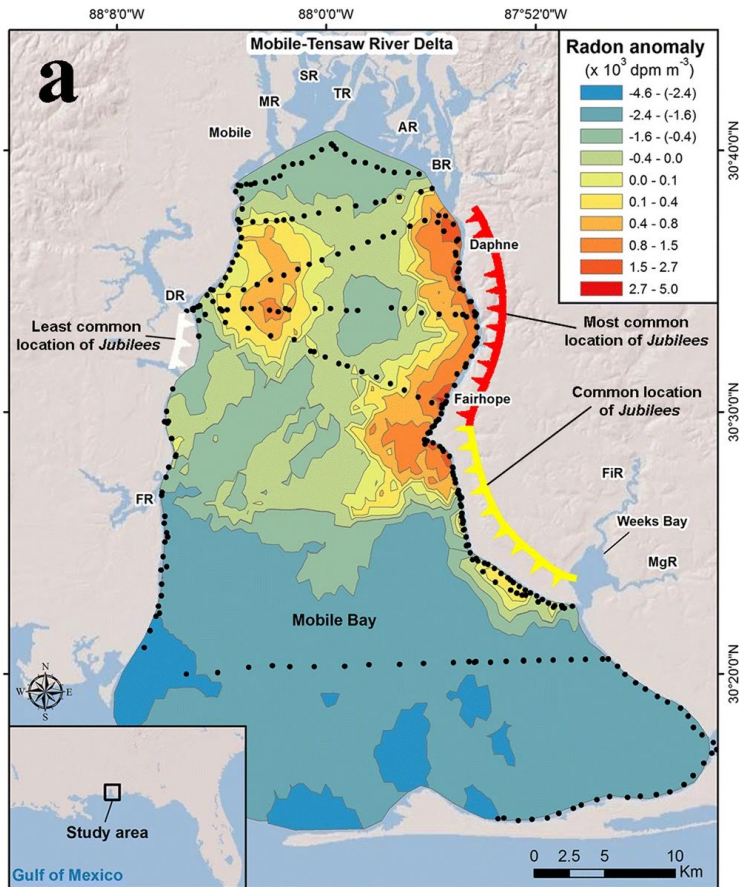 88°8'0"W
88°0'0"W
87°52'0"W
a
Mobile-Tensaw River Delta
SR
MR
TR
Mobile
AR
BR
Radon anomaly
(x 10³ dpm m⁻³)
-4.6 - (-2.4)
-2.4 - (-1.6)
-1.6 - (-0.4)
-0.4 - 0.0
0.0 - 0.1
0.1 - 0.4
0.4 - 0.8
0.8 - 1.5
1.5 - 2.7
2.7 - 5.0
30°40'0"N
Daphne
DR
Least common
location of Jubilees
Most common
location of Jubilees
Common location
of Jubilees
Fairhope
30°30'0"N
FiR
FR
Weeks Bay
MgR
Mobile Bay
30°20'0"N
N
W
E
S
Study area
Gulf of Mexico
0 2.5 5 10
Km